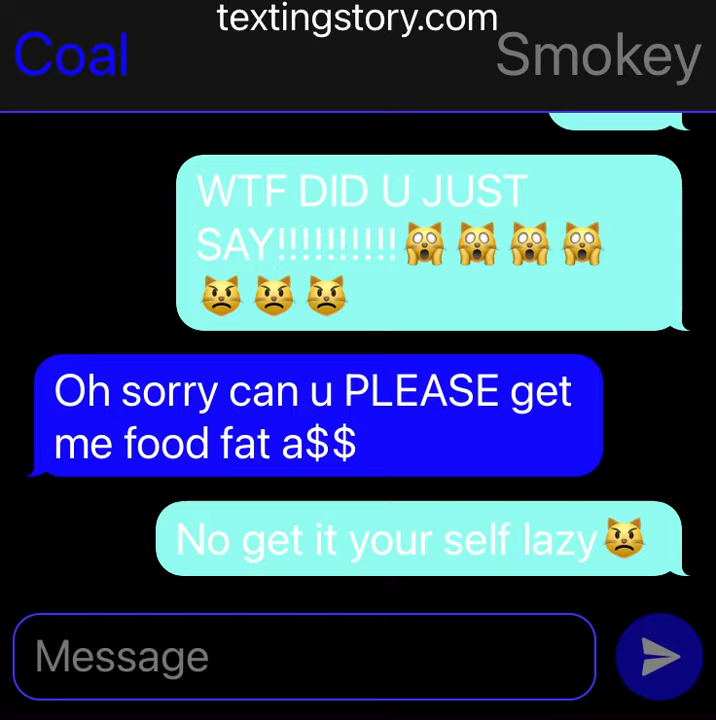 textingstory.com
Coal
Smokey
WTF DID U JUST
SAY!!!!!!!!!!🙀🙀🙀🙀
😾😾😾
Oh sorry can u PLEASE get
me food fat a$$
No get it your self lazy😾
Message